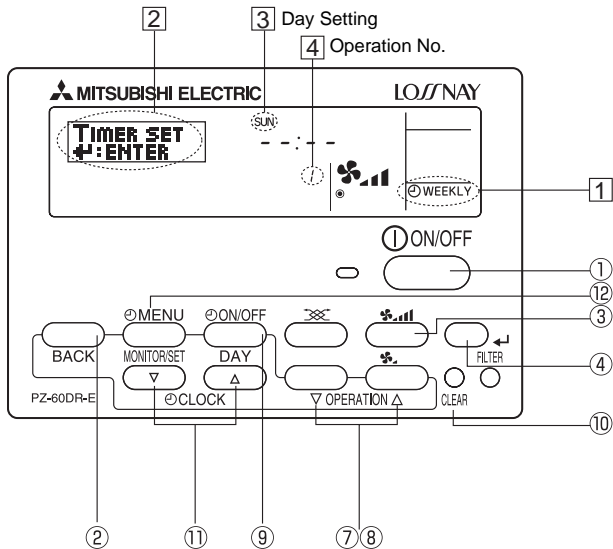 2 3 Day Setting
4 Operation No.
MITSUBISHI ELECTRIC LOSSNAY
TIMER SET
↵:ENTER
SUN
--:--
1
WEEKLY 1
ON/OFF
①
⑫
MENU ON/OFF
③
BACK MONITOR/SET DAY FILTER ④
▽ △
PZ-60DR-E CLOCK ▽ OPERATION △ CLEAR ⑩
② ⑪ ⑨ ⑦⑧